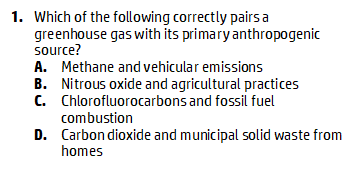 1. Which of the following correctly pairs a
greenhouse gas with its primary anthropogenic
source?
A. Methane and vehicular emissions
B. Nitrous oxide and agricultural practices
C. Chlorofluorocarbons and fossil fuel
combustion
D. Carbon dioxide and municipal solid waste from
homes